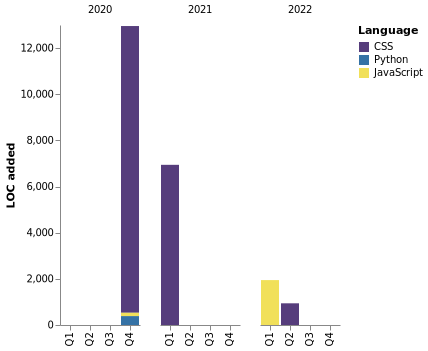 2020 2021 2022
Language
CSS
Python
JavaScript
LOC added
12,000
10,000
8,000
6,000
4,000
2,000
0
Q1 Q2 Q3 Q4 Q1 Q2 Q3 Q4 Q1 Q2 Q3 Q4